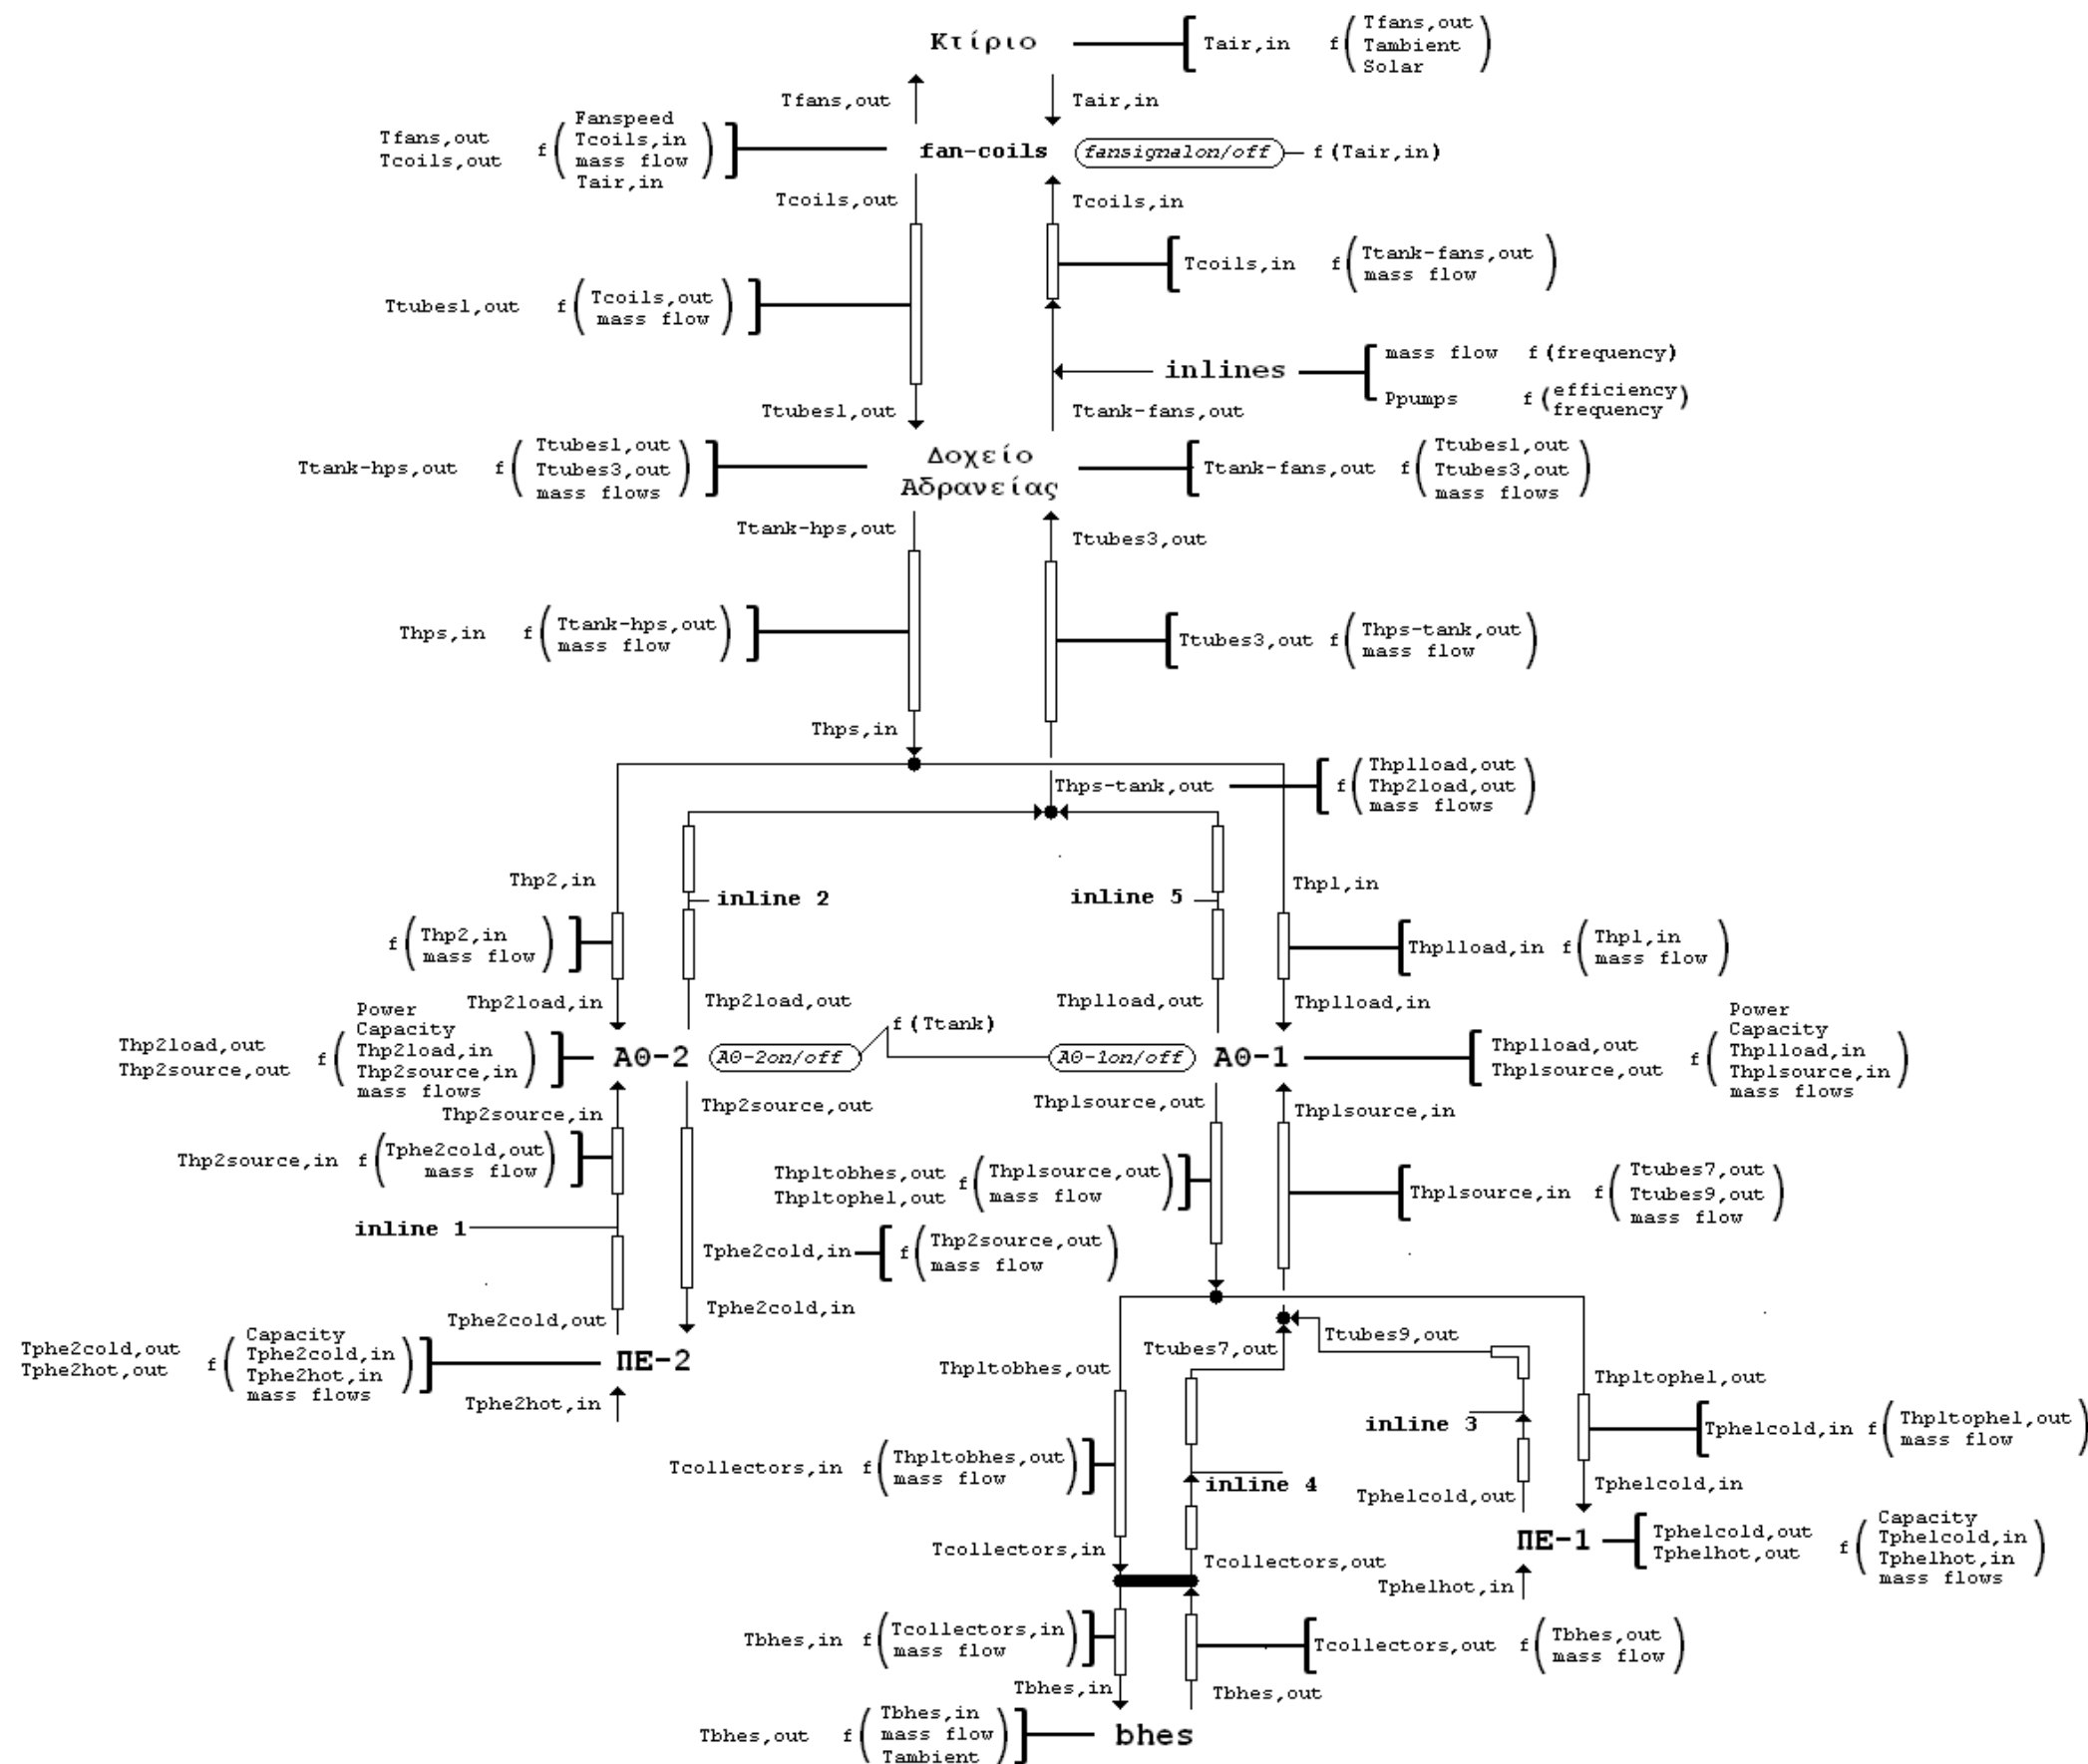 Κτίριο
Tair,in f(Tfans,out
Tambient
Solar)
Tfans,out
Tair,in
Tfans,out
Tcoils,out
f(Fanspeed
Tcoils,in
mass flow
Tair,in)
fan-coils
fansignalon/off
f(Tair,in)
Tcoils,out
Tcoils,in
Tcoils,in f(Ttank-fans,out
mass flow)
Ttubes1,out f(Tcoils,out
mass flow)
inlines
mass flow f(frequency)
Ppumps f(efficiency
frequency)
Ttubes1,out
Ttank-fans,out
Ttank-hps,out f(Ttubes1,out
Ttubes3,out
mass flows)
Δοχείο
Αδρανείας
Ttank-fans,out f(Ttubes1,out
Ttubes3,out
mass flows)
Ttank-hps,out
Ttubes3,out
Thps,in f(Ttank-hps,out
mass flow)
Ttubes3,out f(Thps-tank,out
mass flow)
Thps,in
Thps-tank,out f(Thp1load,out
Thp2load,out
mass flows)
Thp2,in
inline 2
inline 5
Thp1,in
f(Thp2,in
mass flow)
Thp1load,in f(Thp1,in
mass flow)
Thp2load,in
Thp2load,out
Thp1load,out
Thp1load,in
Thp2load,out
Thp2source,out
f(Power
Capacity
Thp2load,in
Thp2source,in
mass flows)
ΑΘ-2
ΑΘ-2on/off
f(Ttank)
ΑΘ-1on/off
ΑΘ-1
Thp1load,out
Thp1source,out
f(Power
Capacity
Thp1load,in
Thp1source,in
mass flows)
Thp2source,in
Thp2source,out
Thp1source,out
Thp1source,in
Thp2source,in f(Tphe2cold,out
mass flow)
Thp1tobhes,out
Thp1tophe1,out
f(Thp1source,out
mass flow)
Thp1source,in f(Ttubes7,out
Ttubes9,out
mass flow)
inline 1
Tphe2cold,in f(Thp2source,out
mass flow)
Tphe2cold,out
Tphe2cold,in
Tphe2cold,out
Tphe2hot,out
f(Capacity
Tphe2cold,in
Tphe2hot,in
mass flows)
ΠΕ-2
Tphe2hot,in
Thp1tobhes,out
Ttubes7,out
Ttubes9,out
Thp1tophe1,out
inline 3
Tphe1cold,in f(Thp1tophe1,out
mass flow)
Tcollectors,in f(Thp1tobhes,out
mass flow)
inline 4
Tphe1cold,out
Tphe1cold,in
ΠΕ-1
Tphe1cold,out
Tphe1hot,out
f(Capacity
Tphe1cold,in
Tphe1hot,in
mass flows)
Tcollectors,in
Tcollectors,out
Tphe1hot,in
Tbhes,in f(Tcollectors,in
mass flow)
Tcollectors,out f(Tbhes,out
mass flow)
Tbhes,in
Tbhes,out
Tbhes,out f(Tbhes,in
mass flow
Tambient)
bhes